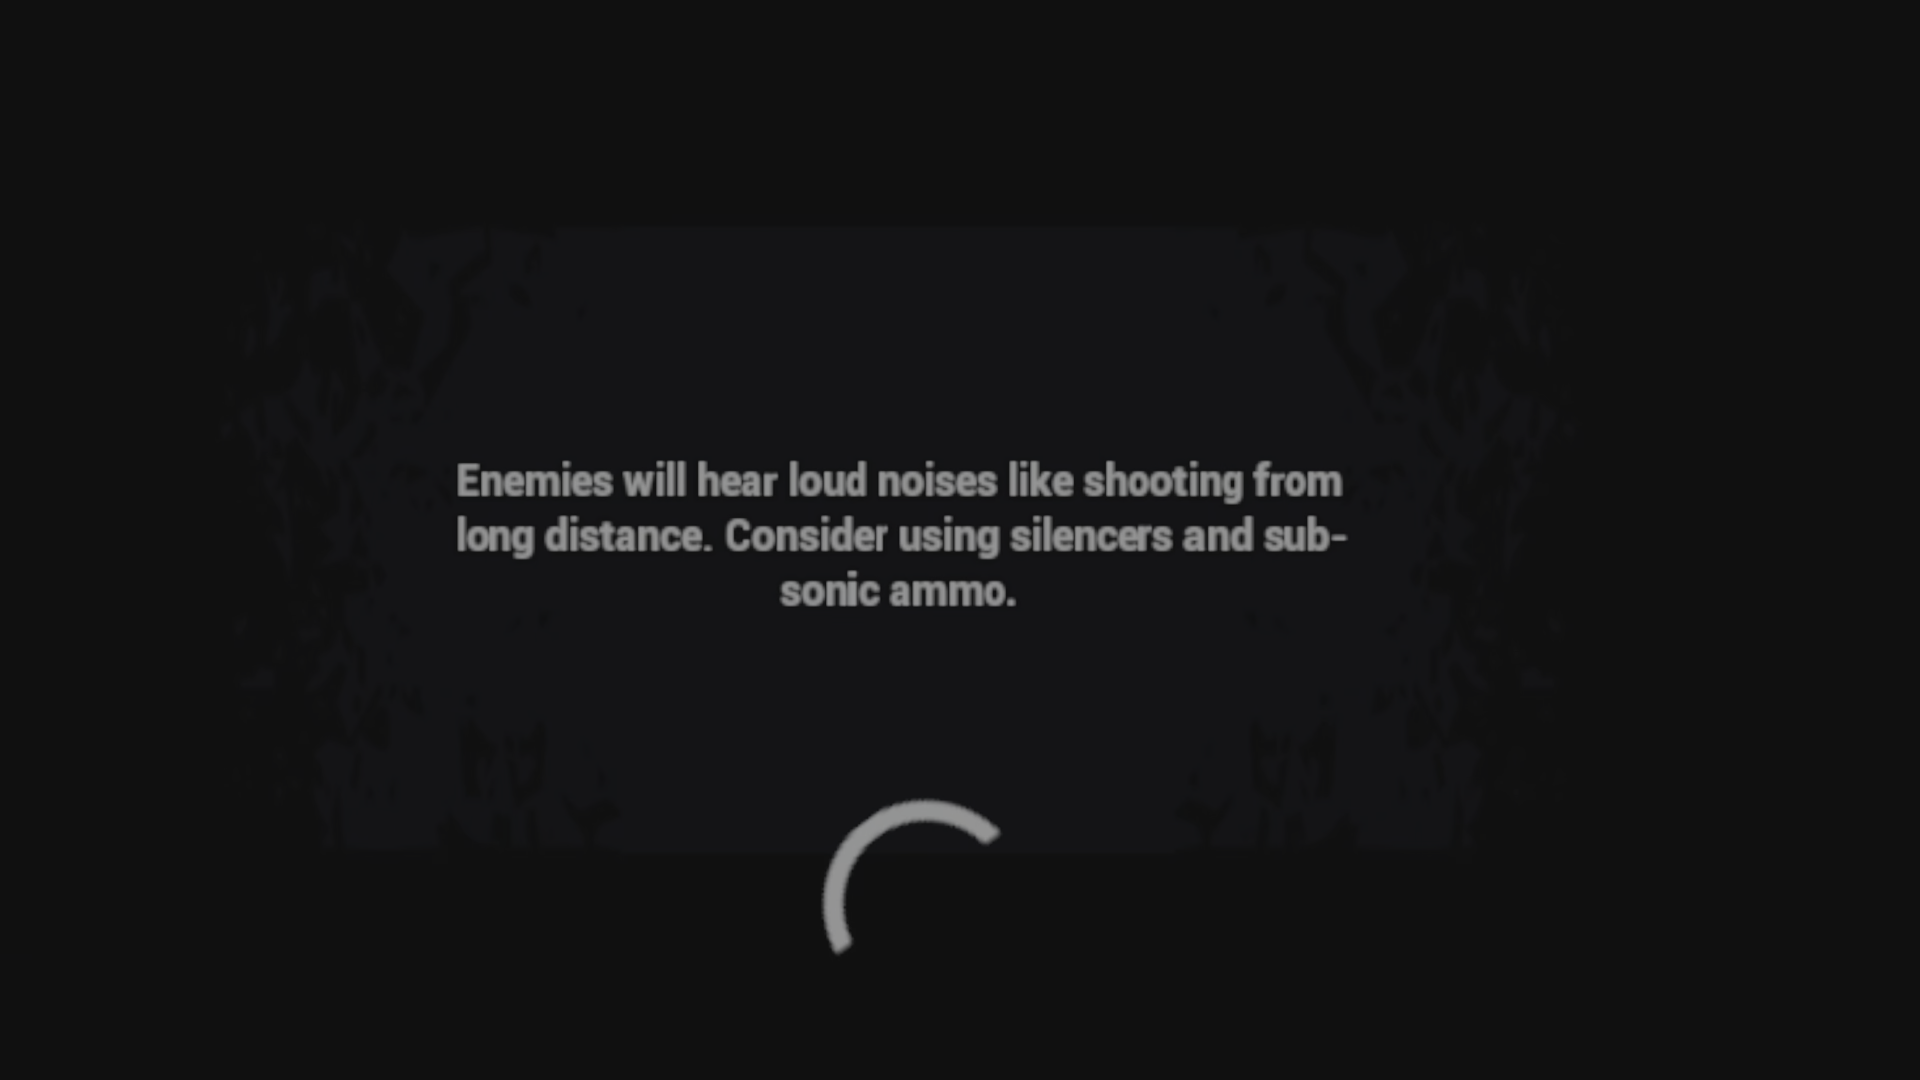 Enemies will hear loud noises like shooting from
long distance. Consider using silencers and sub-
sonic ammo.